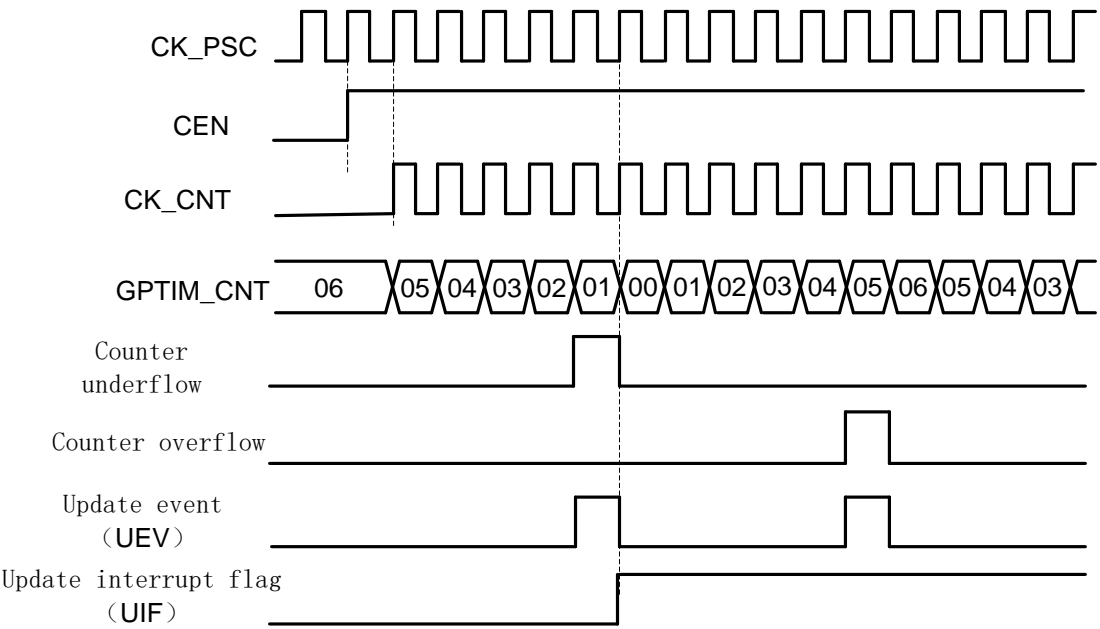 CK_PSC
CEN
CK_CNT
GPTIM_CNT 06 05 04 03 02 01 00 01 02 03 04 05 06 05 04 03
Counter
underflow
Counter overflow
Update event
（UEV）
Update interrupt flag
（UIF）